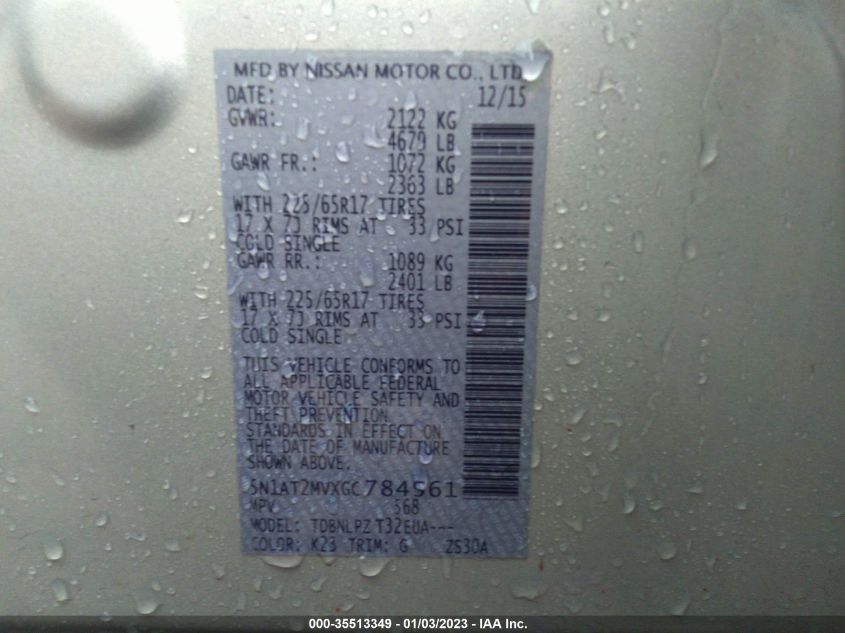 MFD BY NISSAN MOTOR CO., LTD
DATE: 12/15
GVWR: 2122 KG
4679 LB
GAWR FR.: 1072 KG
2363 LB
WITH 225/65R17 TIRES
17 X 7J RIMS AT 33 PSI
COLD SINGLE
GAWR RR.: 1089 KG
2401 LB
WITH 225/65R17 TIRES
17 X 7J RIMS AT 33 PSI
COLD SINGLE
THIS VEHICLE CONFORMS TO
ALL APPLICABLE FEDERAL
MOTOR VEHICLE SAFETY AND
THEFT PREVENTION
STANDARDS IN EFFECT ON
THE DATE OF MANUFACTURE
SHOWN ABOVE.
5N1AT2MVXGC784561
MPV 568
MODEL: TDBNLPZ T32EUA---
COLOR: K23 TRIM: G ZS30A
000-35513349 - 01/03/2023 - IAA Inc.